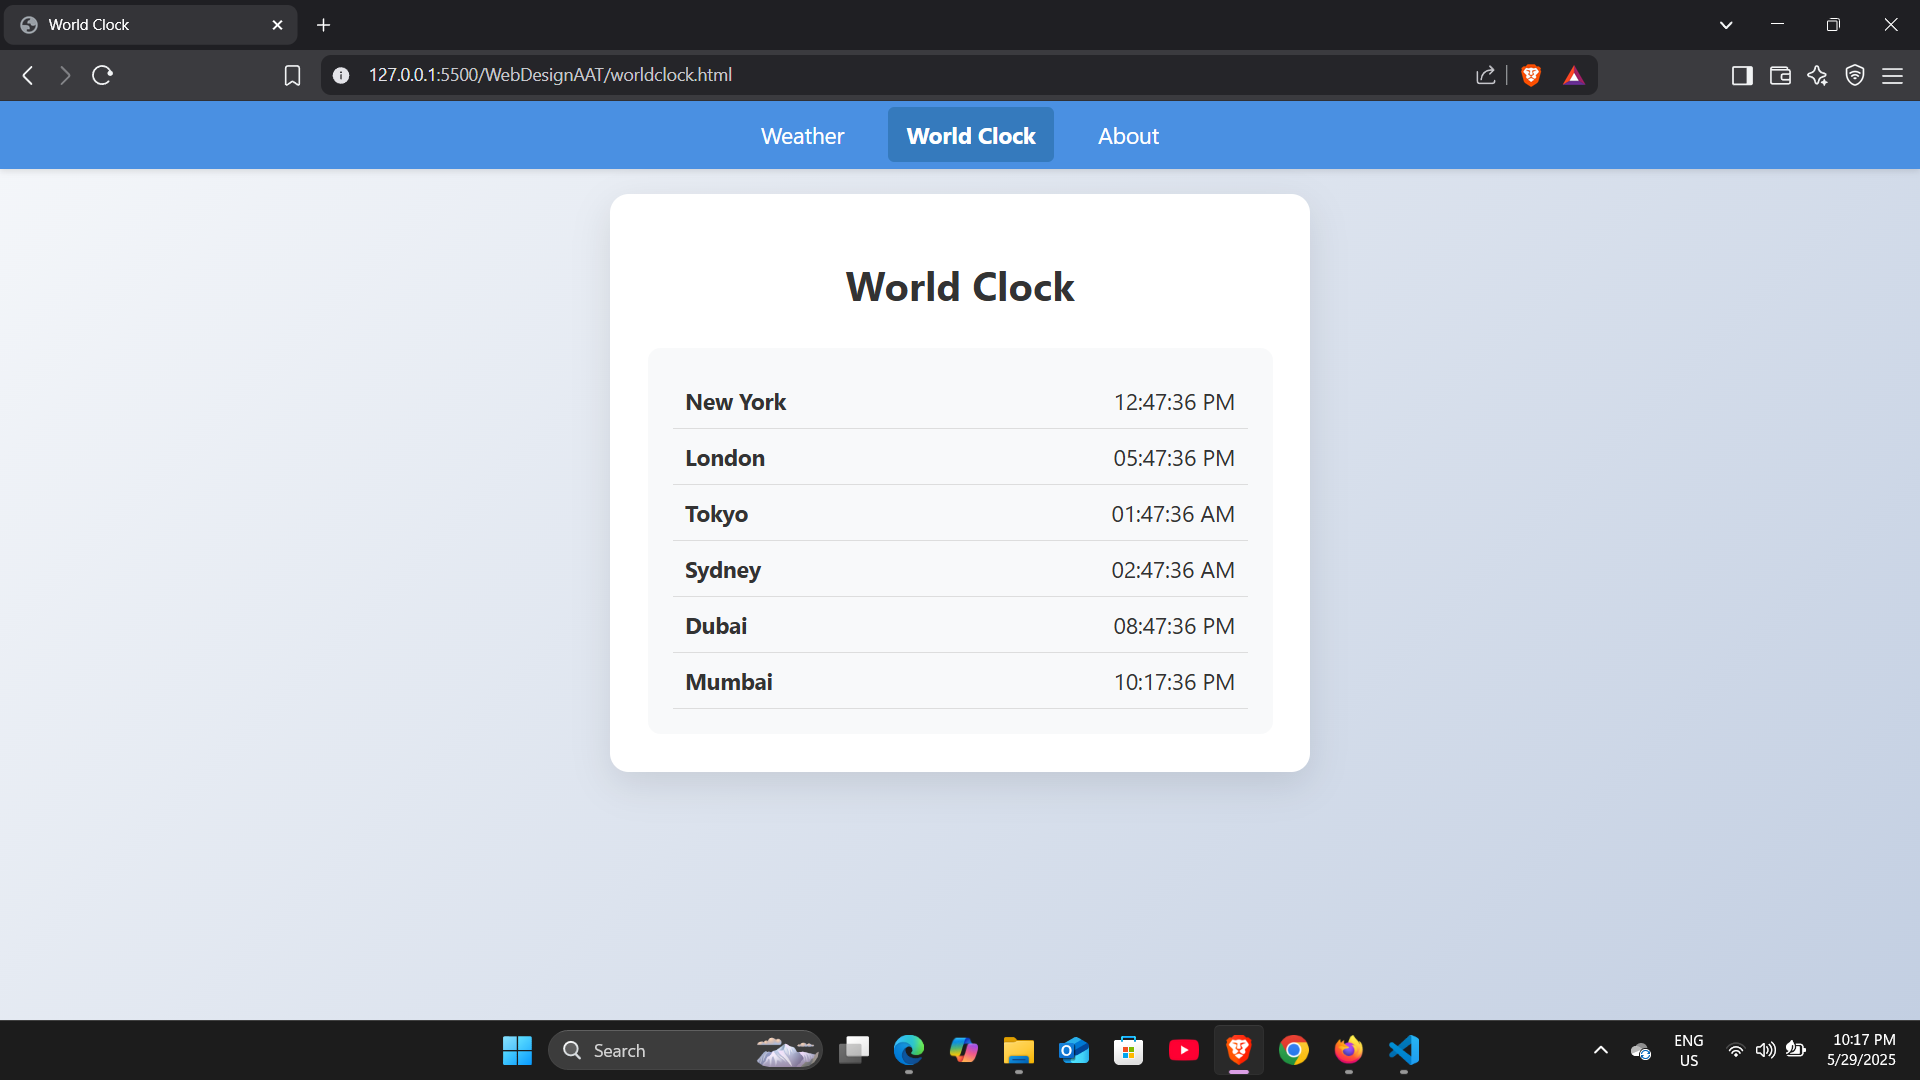 World Clock
127.0.0.1:5500/WebDesignAAT/worldclock.html
Weather World Clock About
World Clock
New York 12:47:36 PM
London 05:47:36 PM
Tokyo 01:47:36 AM
Sydney 02:47:36 AM
Dubai 08:47:36 PM
Mumbai 10:17:36 PM
Search
ENG
US
10:17 PM
5/29/2025